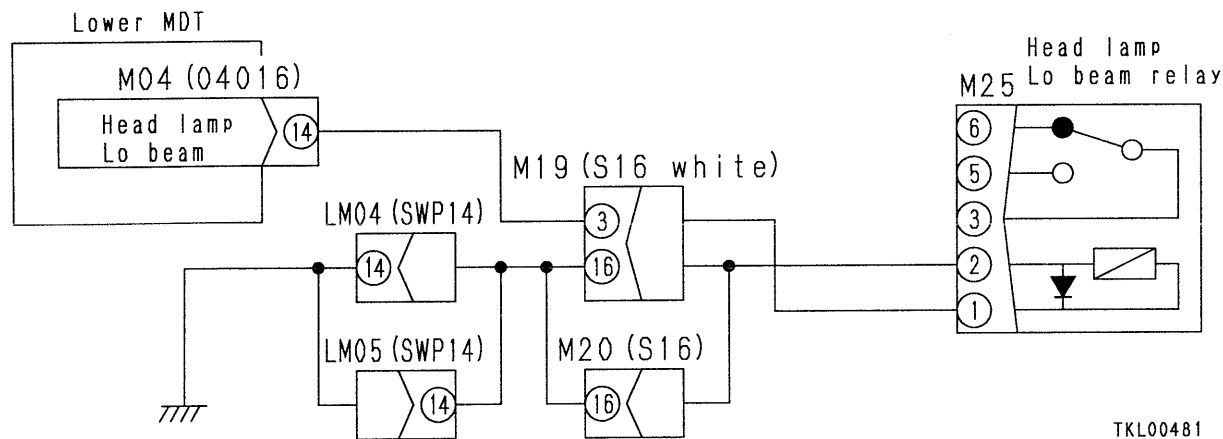 Lower MDT
M04 (04016)
Head lamp
Lo beam
14
LM04 (SWP14)
14
LM05 (SWP14)
14
M19 (S16 white)
3
16
M20 (S16)
16
Head lamp
Lo beam relay
M25
6
5
3
2
1
TKL00481